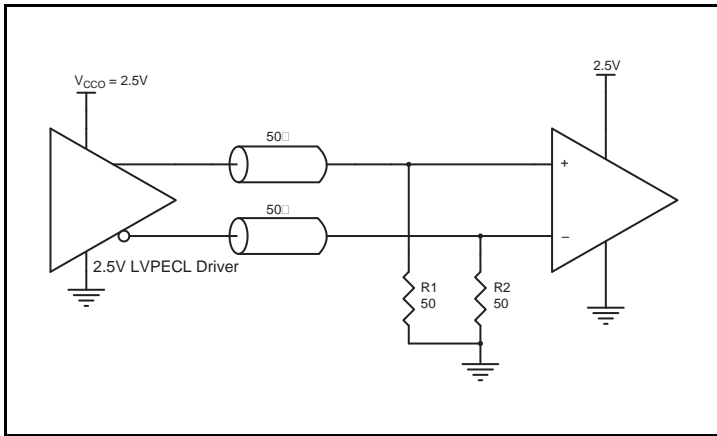 V_CCO = 2.5V
2.5V
50□
+
50□
–
2.5V LVPECL Driver
R1
50
R2
50